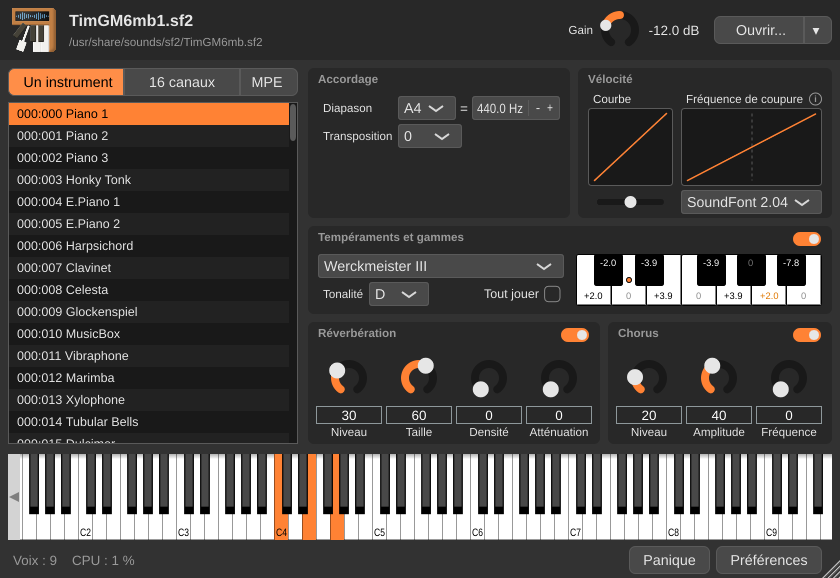 TimGM6mb1.sf2
/usr/share/sounds/sf2/TimGM6mb.sf2
Gain
-12.0 dB
Ouvrir...
Un instrument
16 canaux
MPE
000:000 Piano 1
000:001 Piano 2
000:002 Piano 3
000:003 Honky Tonk
000:004 E.Piano 1
000:005 E.Piano 2
000:006 Harpsichord
000:007 Clavinet
000:008 Celesta
000:009 Glockenspiel
000:010 MusicBox
000:011 Vibraphone
000:012 Marimba
000:013 Xylophone
000:014 Tubular Bells
000:015 Dulcimer
Accordage
Diapason A4 = 440.0 Hz - +
Transposition 0
Vélocité
Courbe
Fréquence de coupure
SoundFont 2.04
Tempéraments et gammes
Werckmeister III
Tonalité D Tout jouer
-2.0 -3.9 -3.9 0 -7.8
+2.0 0 +3.9 0 +3.9 +2.0 0
Réverbération
30 60 0 0
Niveau Taille Densité Atténuation
Chorus
20 40 0
Niveau Amplitude Fréquence
C2 C3 C4 C5 C6 C7 C8 C9
Voix : 9 CPU : 1 %
Panique
Préférences